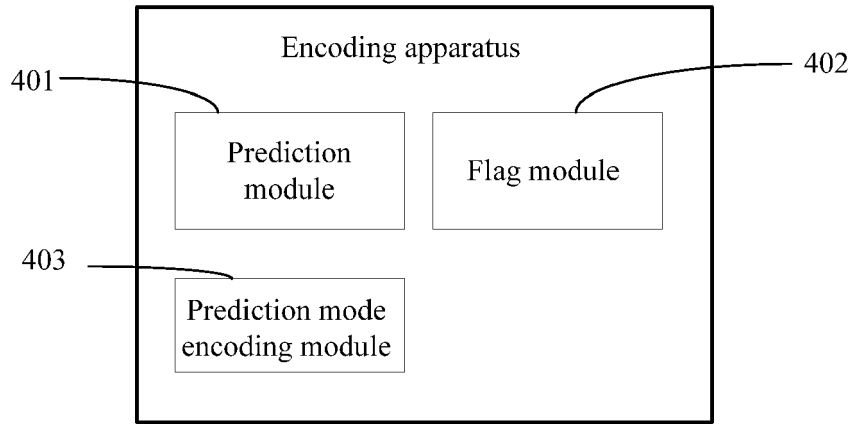 Encoding apparatus
401
402
Prediction
module
Flag module
403
Prediction mode
encoding module